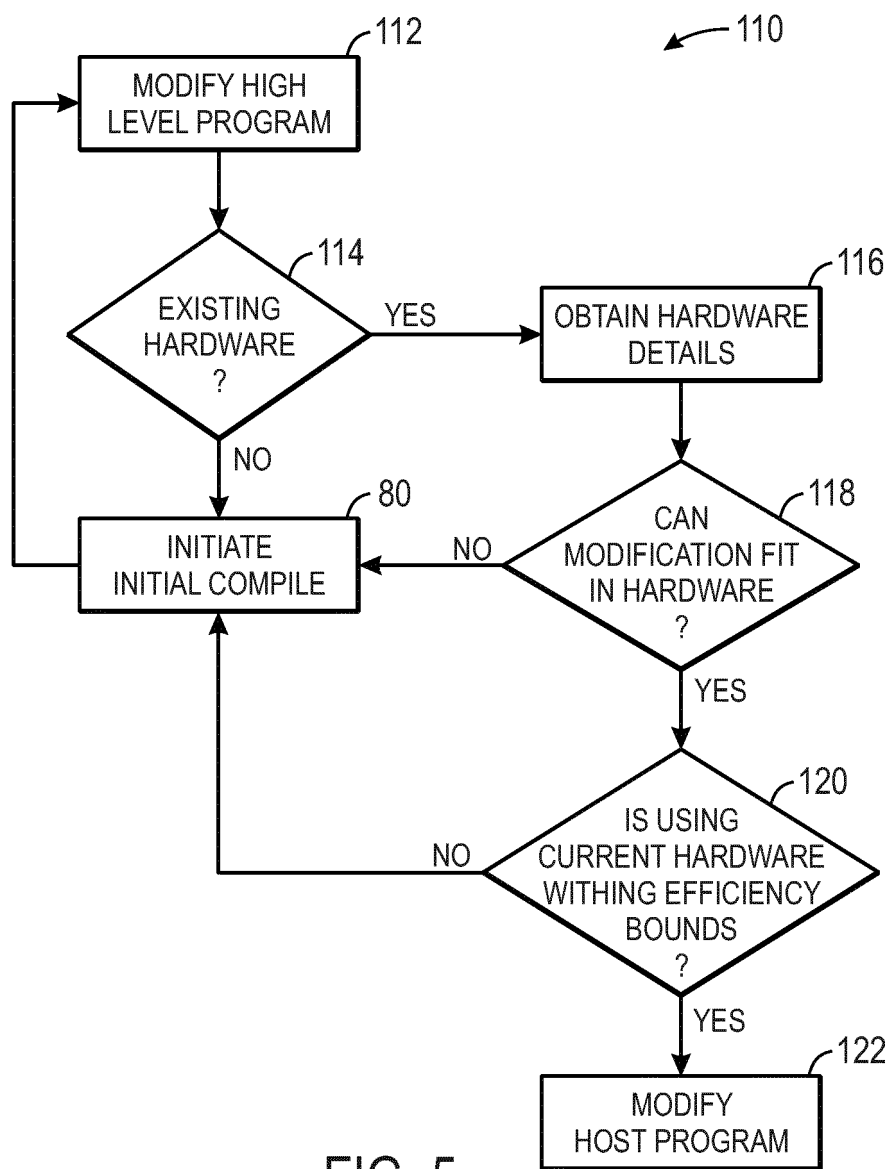 112
110
MODIFY HIGH
LEVEL PROGRAM
114
EXISTING
HARDWARE
?
YES
116
OBTAIN HARDWARE
DETAILS
NO
80
INITIATE
INITIAL COMPILE
NO
118
CAN
MODIFICATION FIT
IN HARDWARE
?
YES
120
IS USING
CURRENT HARDWARE
WITHING EFFICIENCY
BOUNDS
?
NO
YES
122
MODIFY
HOST PROGRAM
FIG. 5